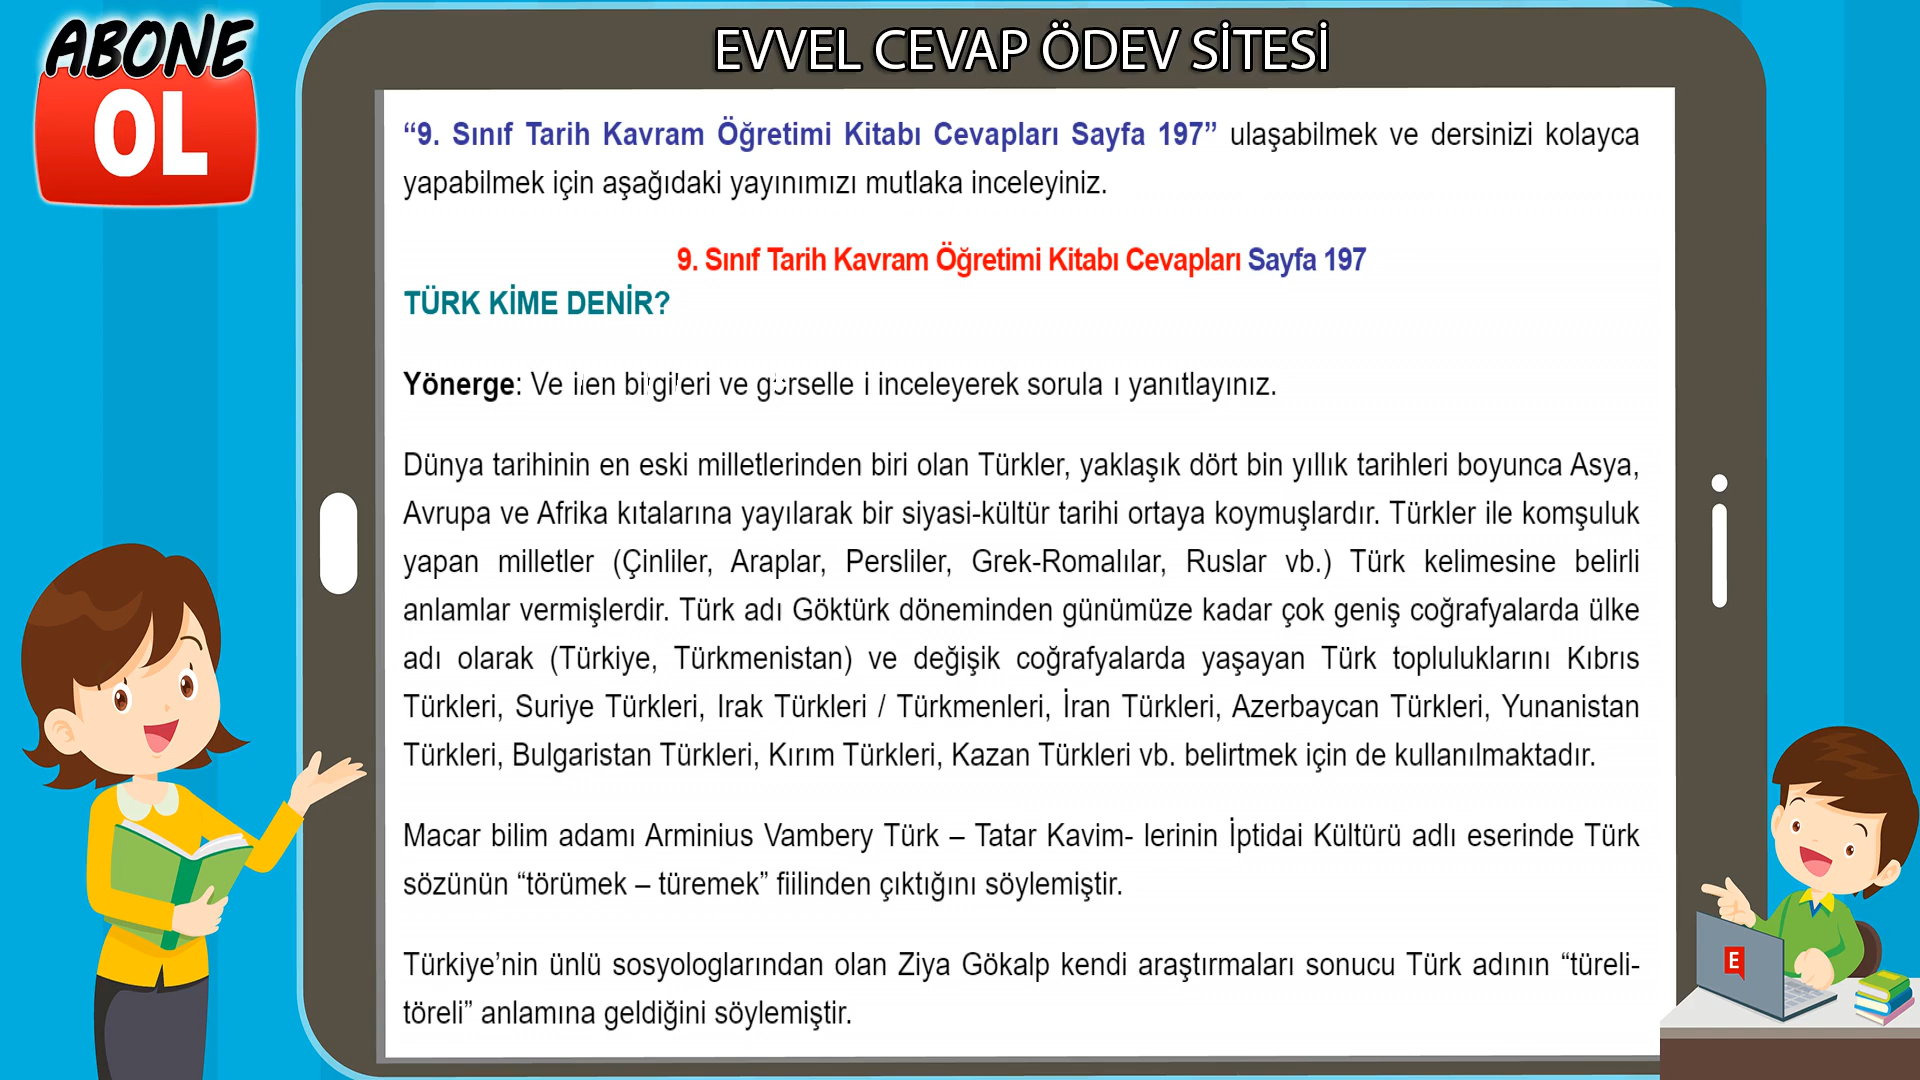 ABONE
OL
EVVEL CEVAP ÖDEV SİTESİ
“9. Sınıf Tarih Kavram Öğretimi Kitabı Cevapları Sayfa 197” ulaşabilmek ve dersinizi kolayca
yapabilmek için aşağıdaki yayınımızı mutlaka inceleyiniz.
9. Sınıf Tarih Kavram Öğretimi Kitabı Cevapları Sayfa 197
TÜRK KİME DENİR?
Yönerge: Ve ilen bilgileri ve görselle i inceleyerek sorula ı yanıtlayınız.
Dünya tarihinin en eski milletlerinden biri olan Türkler, yaklaşık dört bin yıllık tarihleri boyunca Asya,
Avrupa ve Afrika kıtalarına yayılarak bir siyasi-kültür tarihi ortaya koymuşlardır. Türkler ile komşuluk
yapan milletler (Çinliler, Araplar, Persliler, Grek-Romalılar, Ruslar vb.) Türk kelimesine belirli
anlamlar vermişlerdir. Türk adı Göktürk döneminden günümüze kadar çok geniş coğrafyalarda ülke
adı olarak (Türkiye, Türkmenistan) ve değişik coğrafyalarda yaşayan Türk topluluklarını Kıbrıs
Türkleri, Suriye Türkleri, Irak Türkleri / Türkmenleri, İran Türkleri, Azerbaycan Türkleri, Yunanistan
Türkleri, Bulgaristan Türkleri, Kırım Türkleri, Kazan Türkleri vb. belirtmek için de kullanılmaktadır.
Macar bilim adamı Arminius Vambery Türk – Tatar Kavim- lerinin İptidai Kültürü adlı eserinde Türk
sözünün “törümek – türemek” fiilinden çıktığını söylemiştir.
Türkiye’nin ünlü sosyologlarından olan Ziya Gökalp kendi araştırmaları sonucu Türk adının “türeli-
töreli” anlamına geldiğini söylemiştir.
E